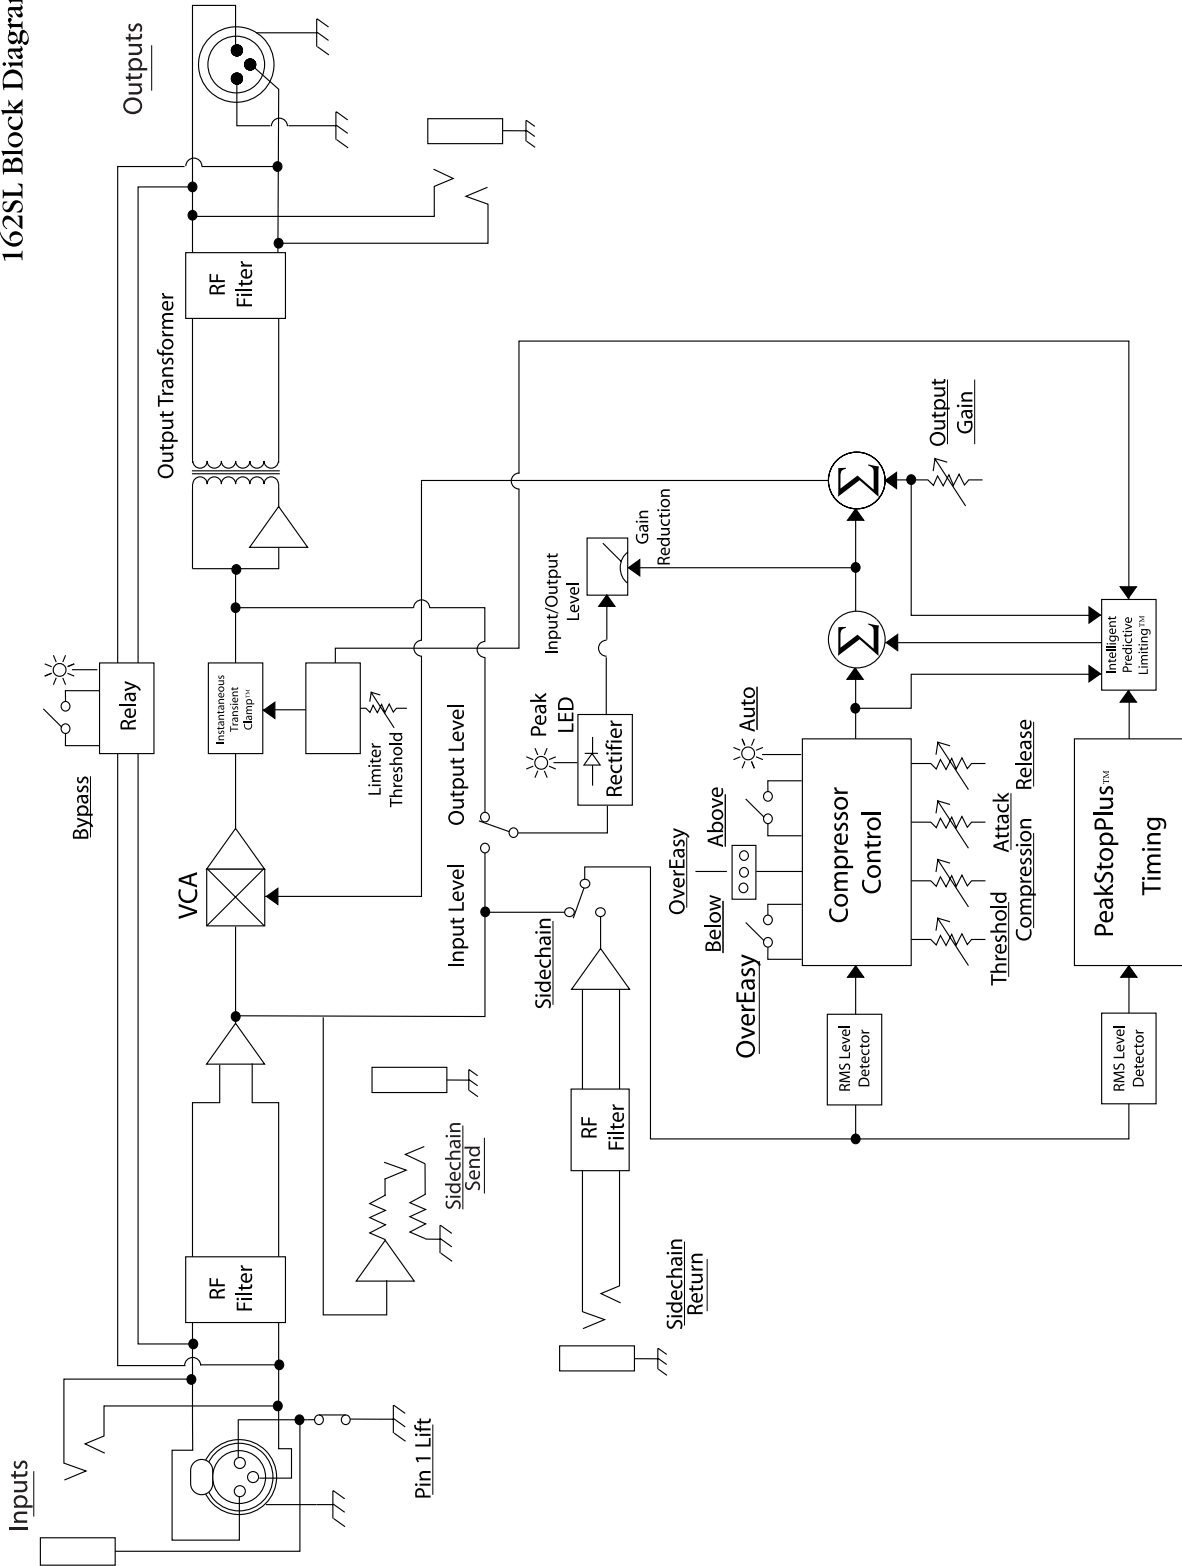 162SL Block Diagram
Inputs
Pin 1 Lift
Bypass
Relay
Outputs
RF
Filter
VCA
Instantaneous
Transient
Clamp™
Output Transformer
RF
Filter
Limiter
Threshold
Sidechain
Send
Input Level
Output Level
Peak
LED
Rectifier
Input/Output
Level
Gain
Reduction
Sidechain
Return
RF
Filter
Sidechain
OverEasy
Below
Above
OverEasy
Auto
RMS Level
Detector
Compressor
Control
Σ
Σ
Output
Gain
Threshold
Compression
Attack
Release
RMS Level
Detector
PeakStopPlus™
Timing
Intelligent
Predictive
Limiting™